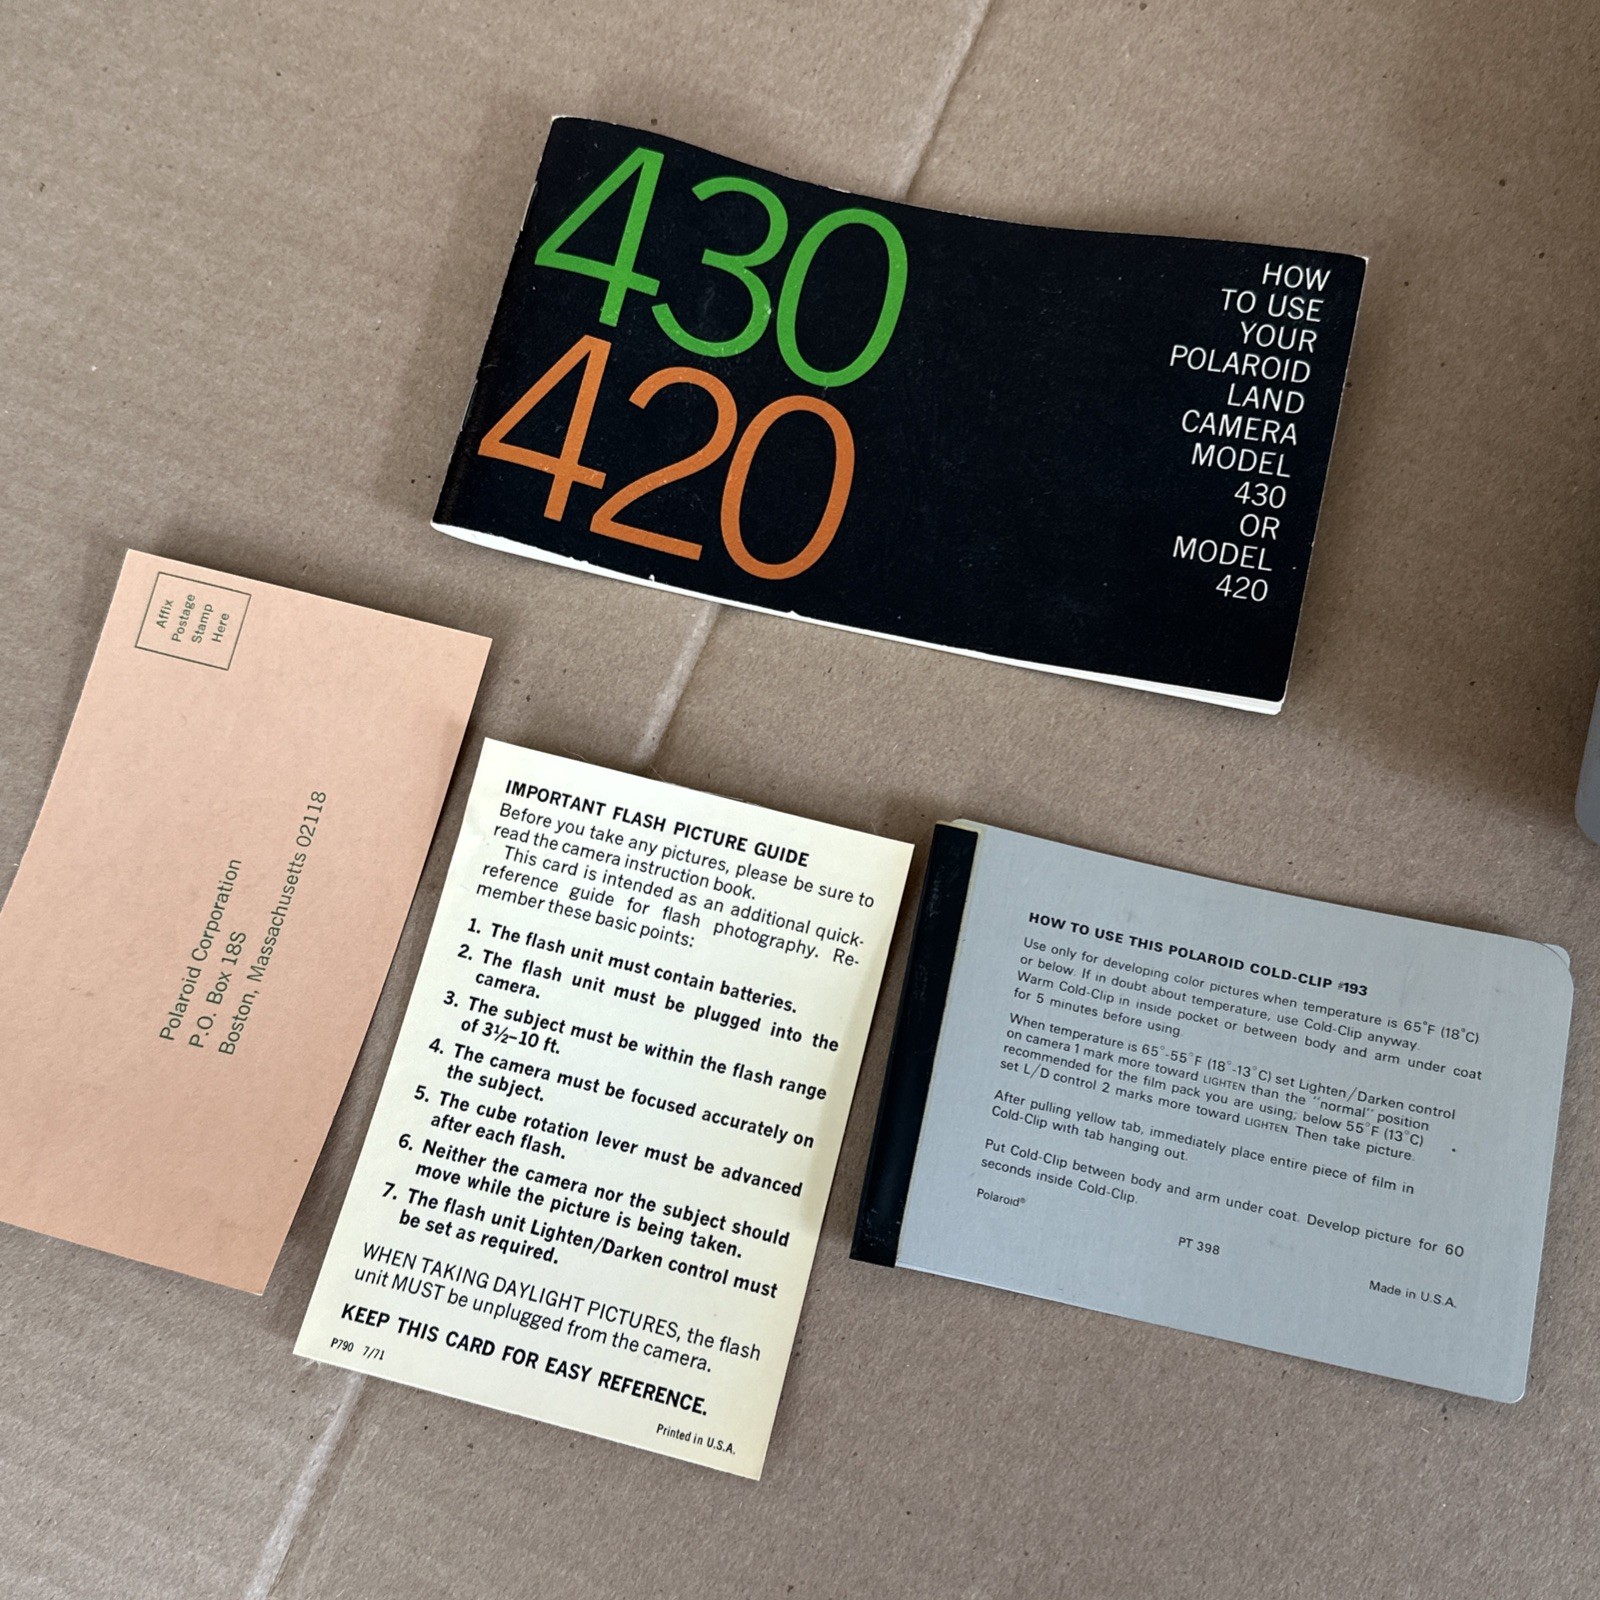 430
420
HOW
TO USE
YOUR
POLAROID
LAND
CAMERA
MODEL
430
OR
MODEL
420
Affix
Postage
Stamp
Here
Polaroid Corporation
P.O. Box 18S
Boston, Massachusetts 02118
IMPORTANT FLASH PICTURE GUIDE
Before you take any pictures, please be sure to
read the camera instruction book.
This card is intended as an additional quick-
reference guide for flash photography. Re-
member these basic points:
1. The flash unit must contain batteries.
2. The flash unit must be plugged into the
camera.
3. The subject must be within the flash range
of 3½–10 ft.
4. The camera must be focused accurately on
the subject.
5. The cube rotation lever must be advanced
after each flash.
6. Neither the camera nor the subject should
move while the picture is being taken.
7. The flash unit Lighten/Darken control must
be set as required.
WHEN TAKING DAYLIGHT PICTURES, the flash
unit MUST be unplugged from the camera.
KEEP THIS CARD FOR EASY REFERENCE.
P790 7/71
Printed in U.S.A.
HOW TO USE THIS POLAROID COLD-CLIP #193
Use only for developing color pictures when temperature is 65°F (18°C)
or below. If in doubt about temperature, use Cold-Clip anyway.
Warm Cold-Clip in inside pocket or between body and arm under coat
for 5 minutes before using.
When temperature is 65°-55°F (18°-13°C) set Lighten/Darken control
on camera 1 mark more toward LIGHTEN than the "normal" position
recommended for the film pack you are using; below 55°F (13°C)
set L/D control 2 marks more toward LIGHTEN. Then take picture.
After pulling yellow tab, immediately place entire piece of film in
Cold-Clip with tab hanging out.
Put Cold-Clip between body and arm under coat. Develop picture for 60
seconds inside Cold-Clip.
Polaroid®
PT 398
Made in U.S.A.